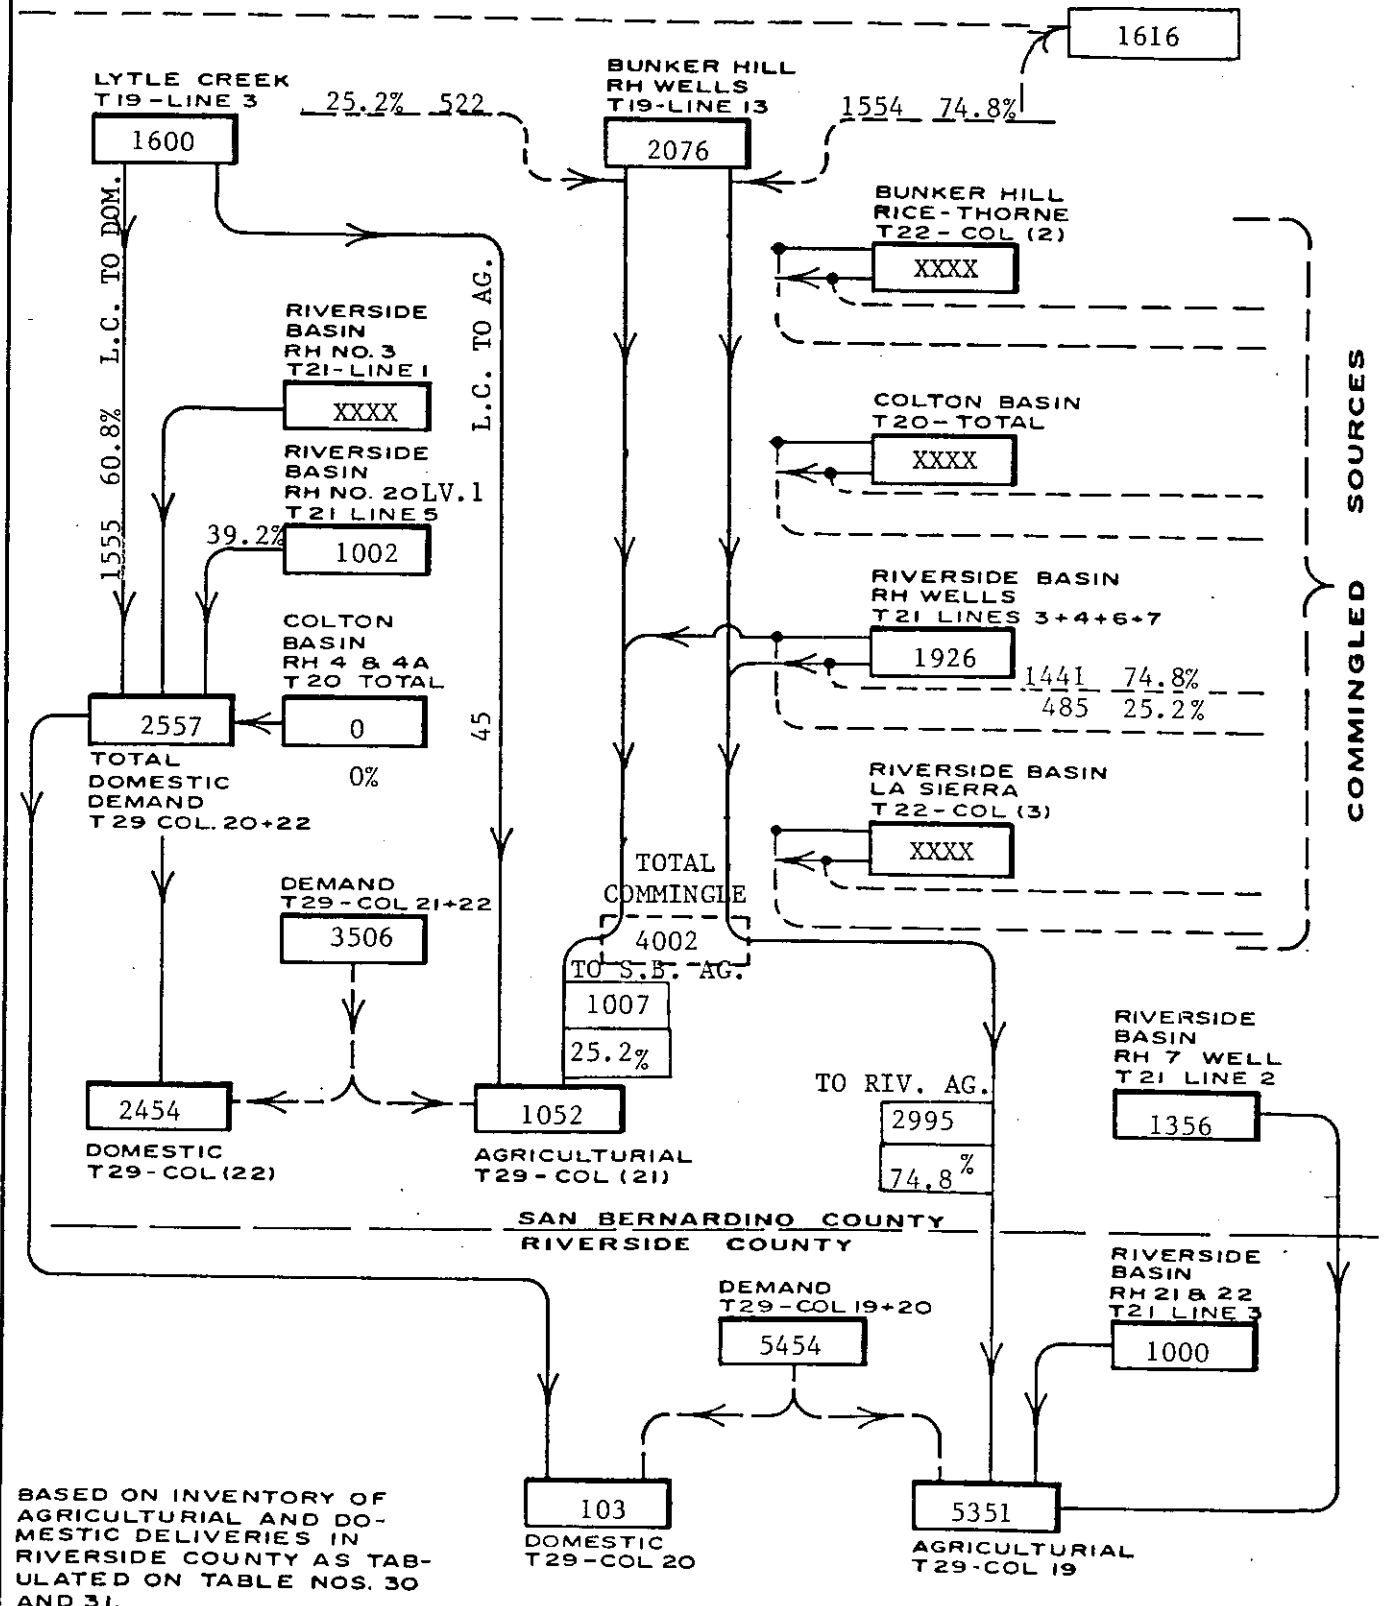 1616
LYTLE CREEK
T19-LINE 3
1600
25.2% 522
BUNKER HILL
RH WELLS
T19-LINE 13
2076
1554 74.8%
BUNKER HILL
RICE-THORNE
T22-COL (2)
XXXX
L.C. TO DOM.
1555 60.8%
L.C. TO AG.
45
RIVERSIDE
BASIN
RH NO. 3
T21-LINE 1
XXXX
RIVERSIDE
BASIN
RH NO. 20 LV.1
T21 LINE 5
39.2%
1002
COLTON
BASIN
RH 4 & 4A
T20 TOTAL
0
0%
2557
TOTAL
DOMESTIC
DEMAND
T29 COL. 20+22
COLTON BASIN
T20-TOTAL
XXXX
RIVERSIDE BASIN
RH WELLS
T21 LINES 3+4+6+7
1926
1441 74.8%
485 25.2%
RIVERSIDE BASIN
LA SIERRA
T22-COL (3)
XXXX
COMMINGLED SOURCES
DEMAND
T29-COL 21+22
3506
TOTAL
COMMINGLE
4002
TO S.B. AG.
1007
25.2%
2454
DOMESTIC
T29-COL (22)
1052
AGRICULTURIAL
T29-COL (21)
TO RIV. AG.
2995
74.8%
RIVERSIDE
BASIN
RH 7 WELL
T21 LINE 2
1356
SAN BERNARDINO COUNTY
RIVERSIDE COUNTY
DEMAND
T29-COL 19+20
5454
RIVERSIDE
BASIN
RH 21 & 22
T21 LINE 3
1000
103
DOMESTIC
T29-COL 20
5351
AGRICULTURIAL
T29-COL 19
BASED ON INVENTORY OF
AGRICULTURIAL AND DO-
MESTIC DELIVERIES IN
RIVERSIDE COUNTY AS TAB-
ULATED ON TABLE NOS. 30
AND 31.